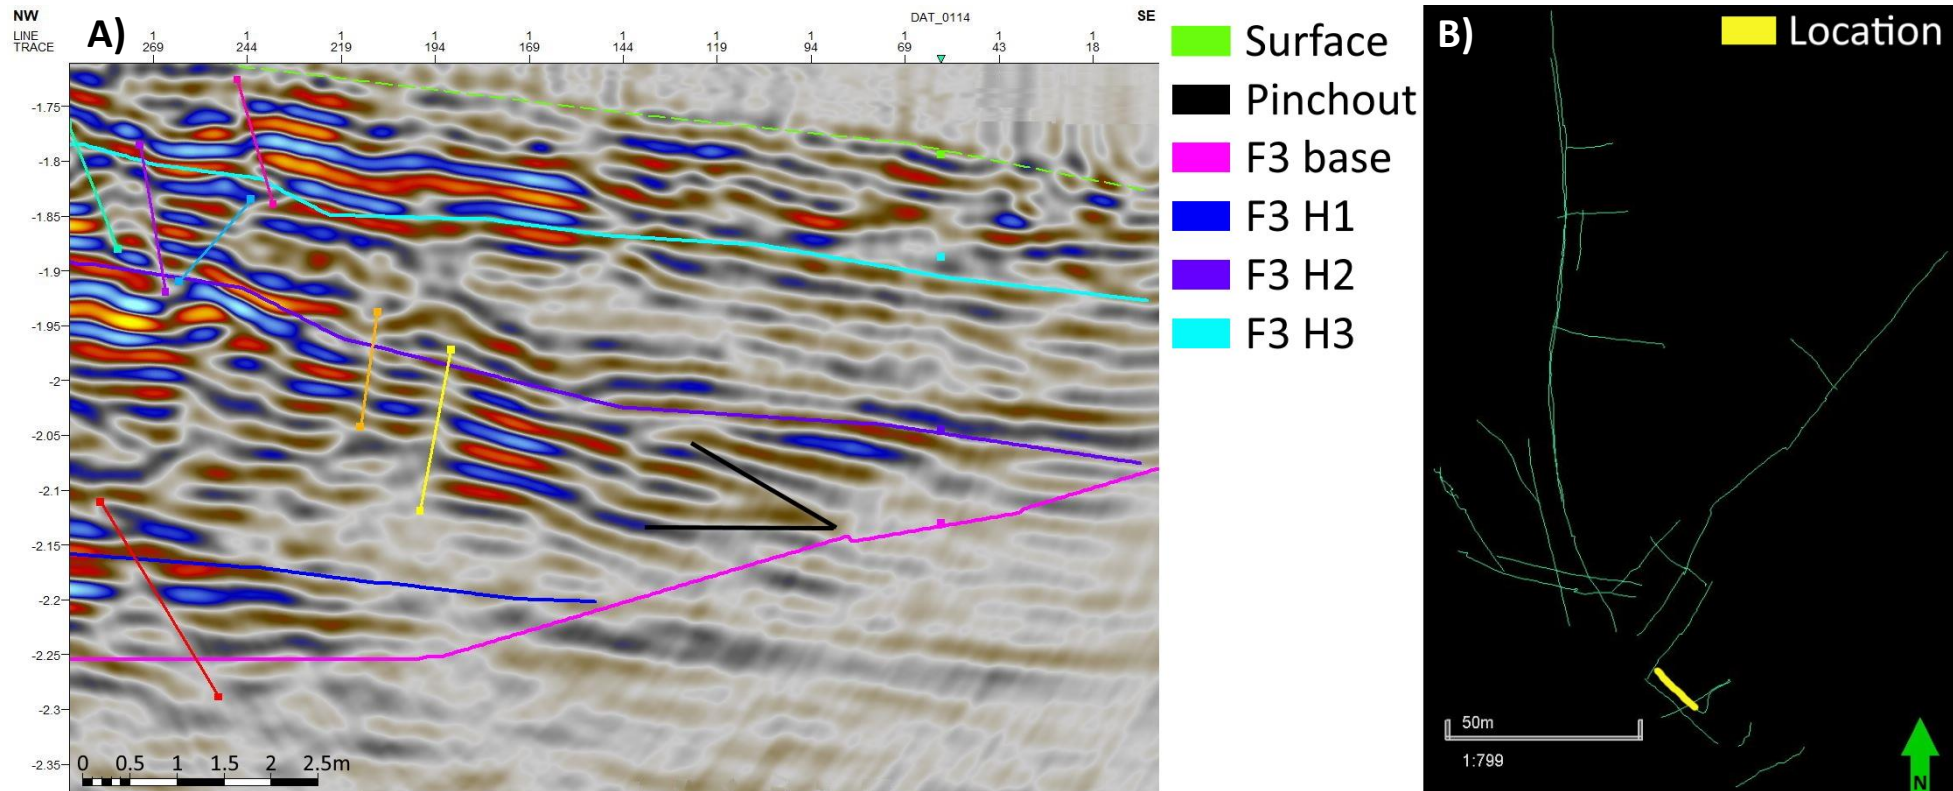 NW
A)
DAT_0114
SE
LINE 1 1 1 1 1 1 1 1 1 1 1
TRACE 269 244 219 194 169 144 119 94 69 43 18
-1.75
-1.8
-1.85
-1.9
-1.95
-2
-2.05
-2.1
-2.15
-2.2
-2.25
-2.3
-2.35
0 0.5 1 1.5 2 2.5m
Surface
Pinchout
F3 base
F3 H1
F3 H2
F3 H3
B)
Location
50m
1:799
N